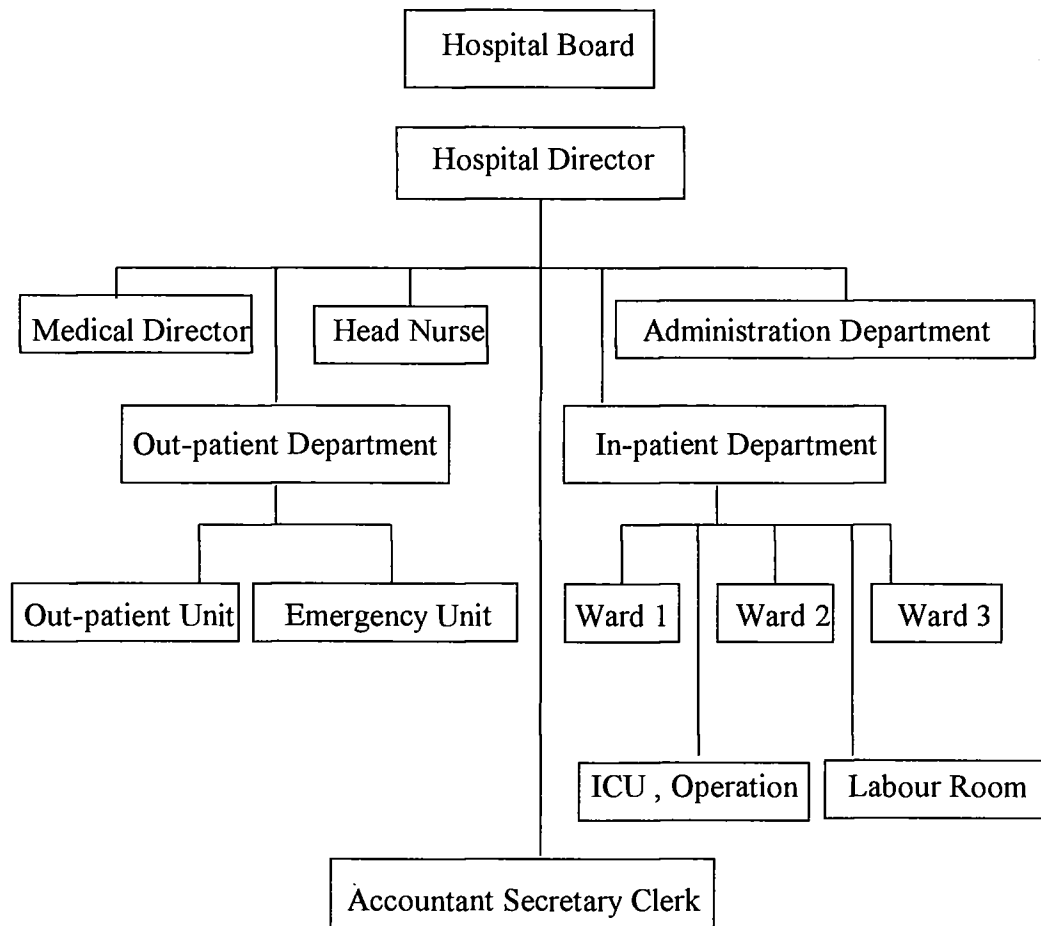 Hospital Board
Hospital Director
Medical Director
Head Nurse
Administration Department
Out-patient Department
In-patient Department
Out-patient Unit
Emergency Unit
Ward 1
Ward 2
Ward 3
ICU , Operation
Labour Room
Accountant Secretary Clerk